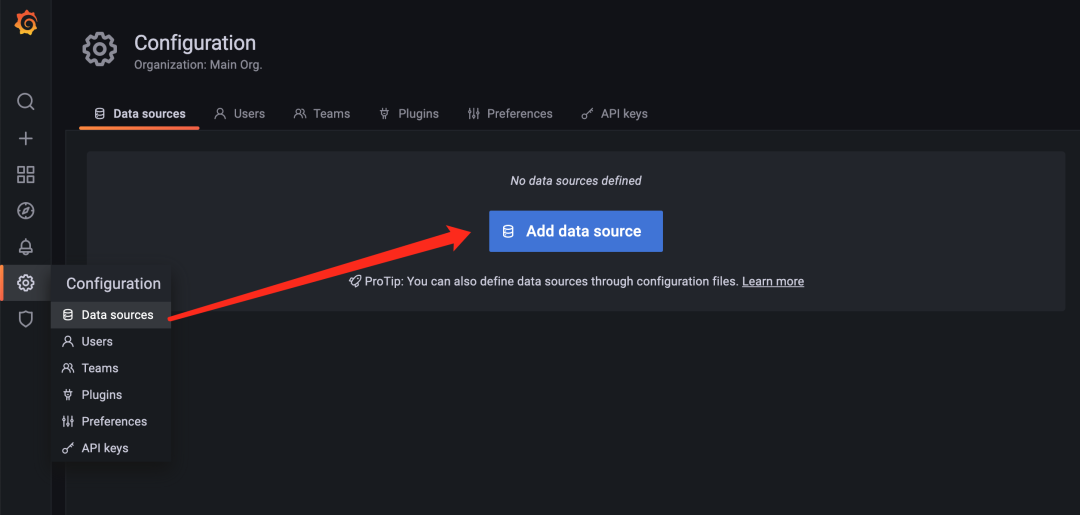 Configuration
Organization: Main Org.
Data sources Users Teams Plugins Preferences API keys
No data sources defined
Add data source
ProTip: You can also define data sources through configuration files. Learn more
Configuration
Data sources
Users
Teams
Plugins
Preferences
API keys